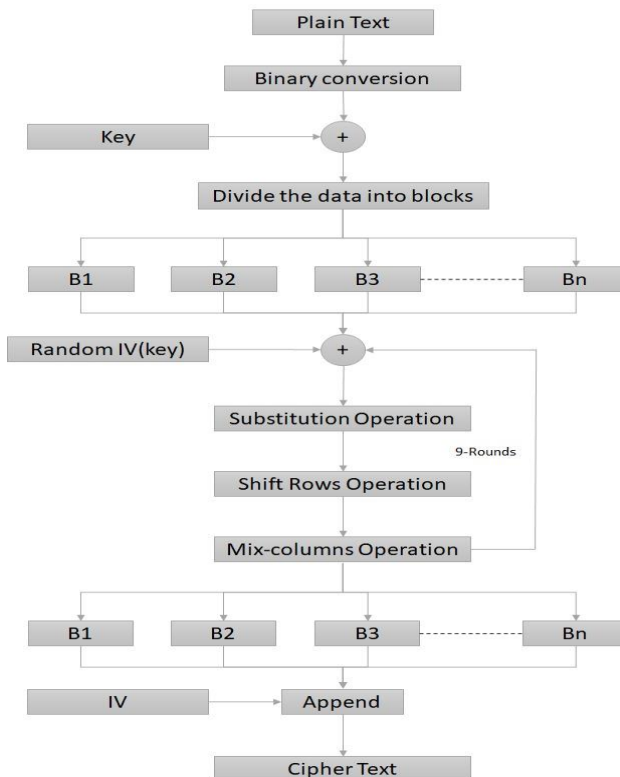 Plain Text
Binary conversion
Key
+
Divide the data into blocks
B1
B2
B3
Bn
Random IV(key)
+
Substitution Operation
9-Rounds
Shift Rows Operation
Mix-columns Operation
B1
B2
B3
Bn
IV
Append
Cipher Text